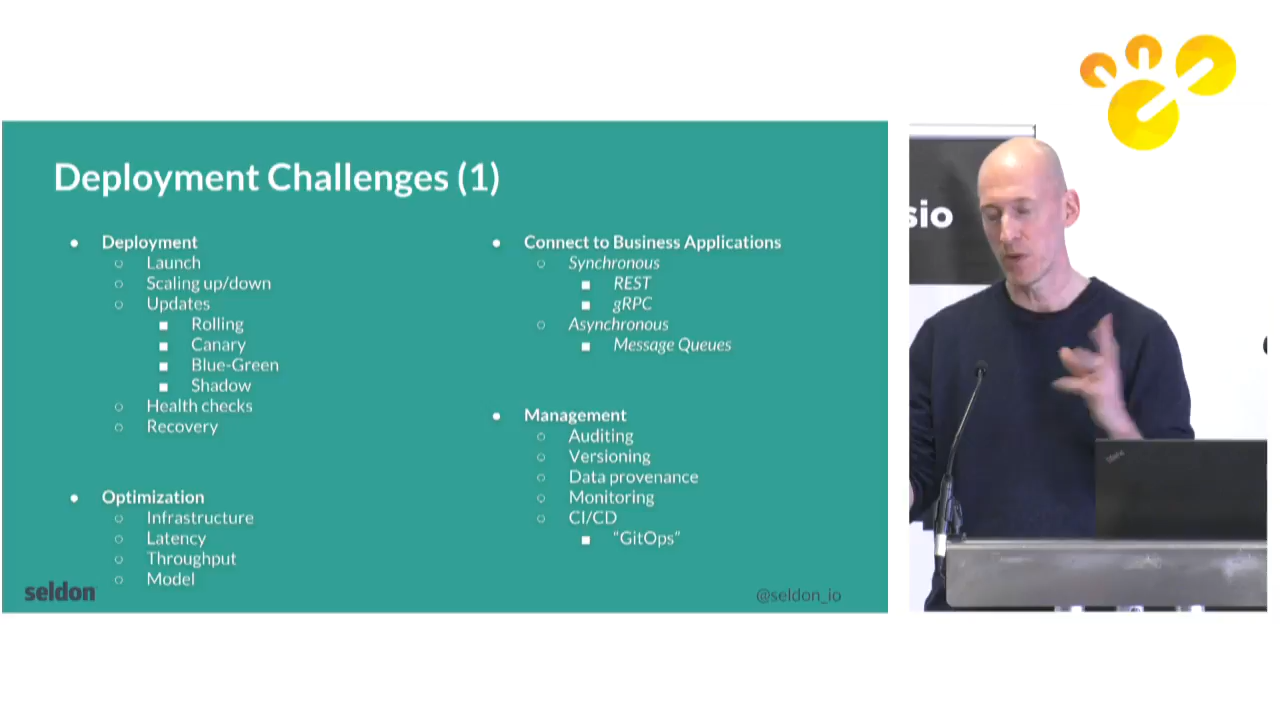 Deployment Challenges (1)
● Deployment
○ Launch
○ Scaling up/down
○ Updates
■ Rolling
■ Canary
■ Blue-Green
■ Shadow
○ Health checks
○ Recovery
● Optimization
○ Infrastructure
○ Latency
○ Throughput
○ Model
● Connect to Business Applications
○ Synchronous
■ REST
■ gRPC
○ Asynchronous
■ Message Queues
● Management
○ Auditing
○ Versioning
○ Data provenance
○ Monitoring
○ CI/CD
■ “GitOps”
seldon
@seldon_io
sio